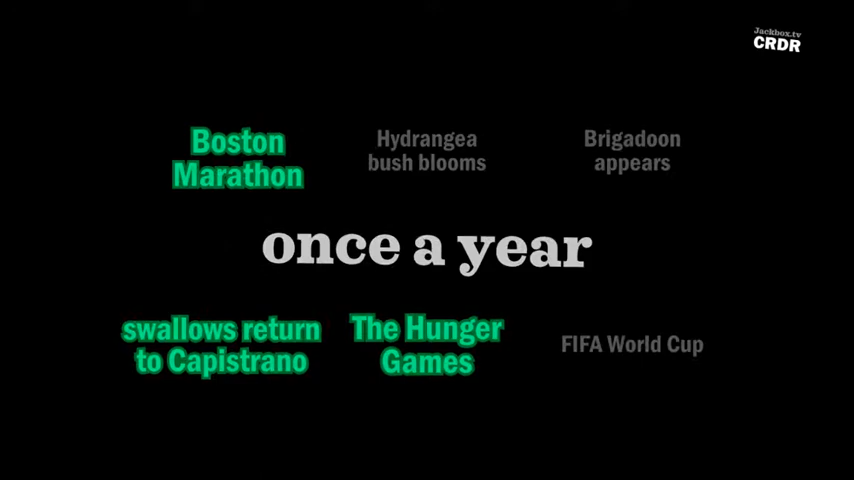 Jackbox.tv
CRDR
Boston
Marathon
Hydrangea
bush blooms
Brigadoon
appears
once a year
swallows return
to Capistrano
The Hunger
Games
FIFA World Cup